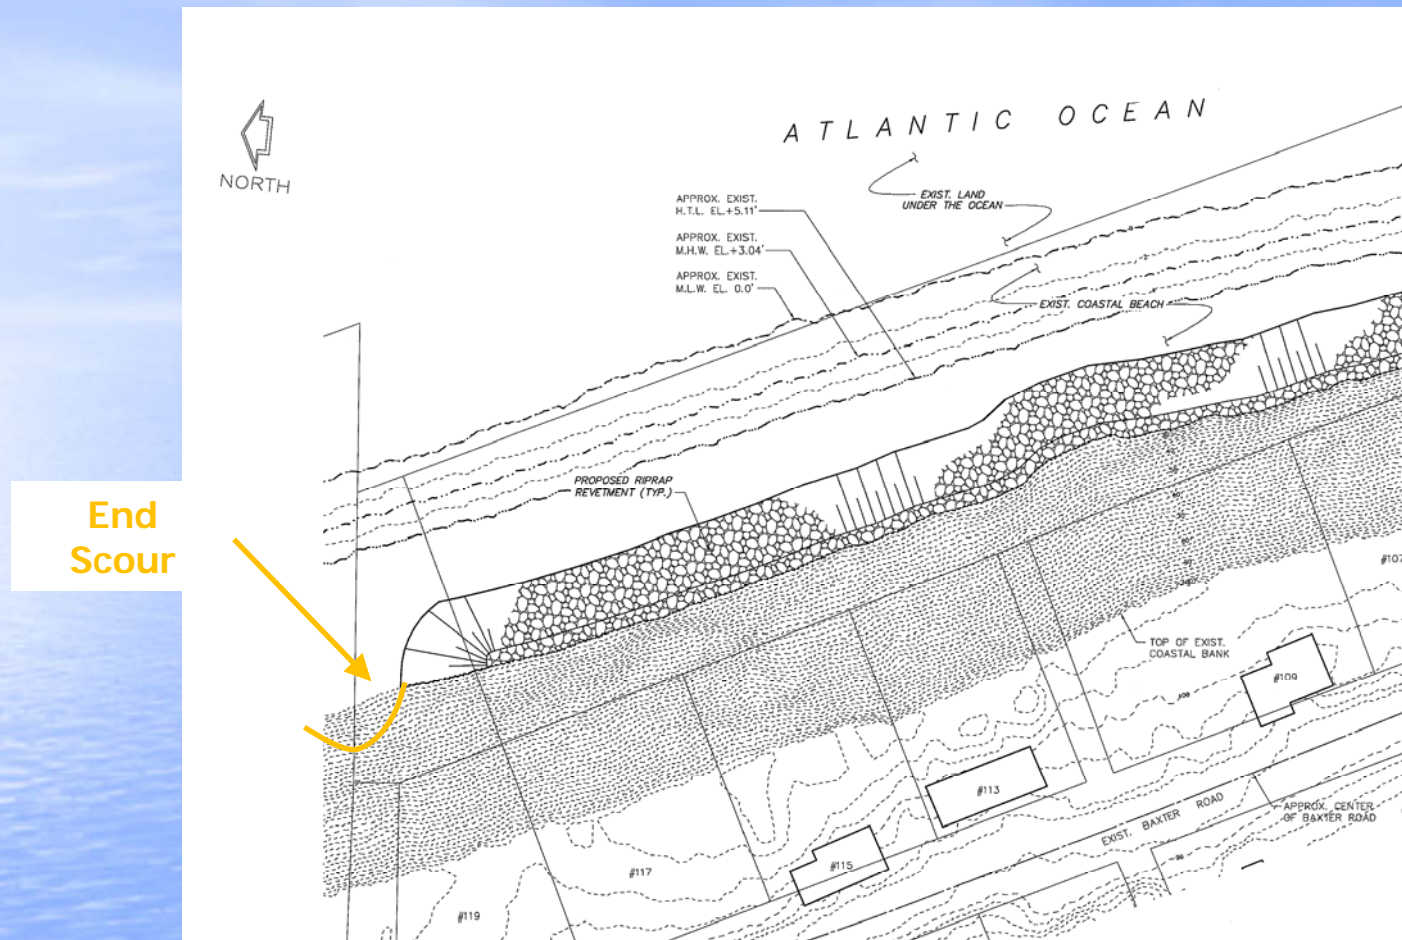 ATLANTIC OCEAN
NORTH
EXIST. LAND
UNDER THE OCEAN
APPROX. EXIST.
H.T.L. EL.+5.11'
APPROX. EXIST.
M.H.W. EL.+3.04'
APPROX. EXIST.
M.L.W. EL. 0.0'
EXIST. COASTAL BEACH
PROPOSED RIPRAP
REVETMENT (TYP.)
End
Scour
#107
TOP OF EXIST.
COASTAL BANK
#109
#113
EXIST. BAXTER ROAD
APPROX. CENTER
OF BAXTER ROAD
#115
#117
#119